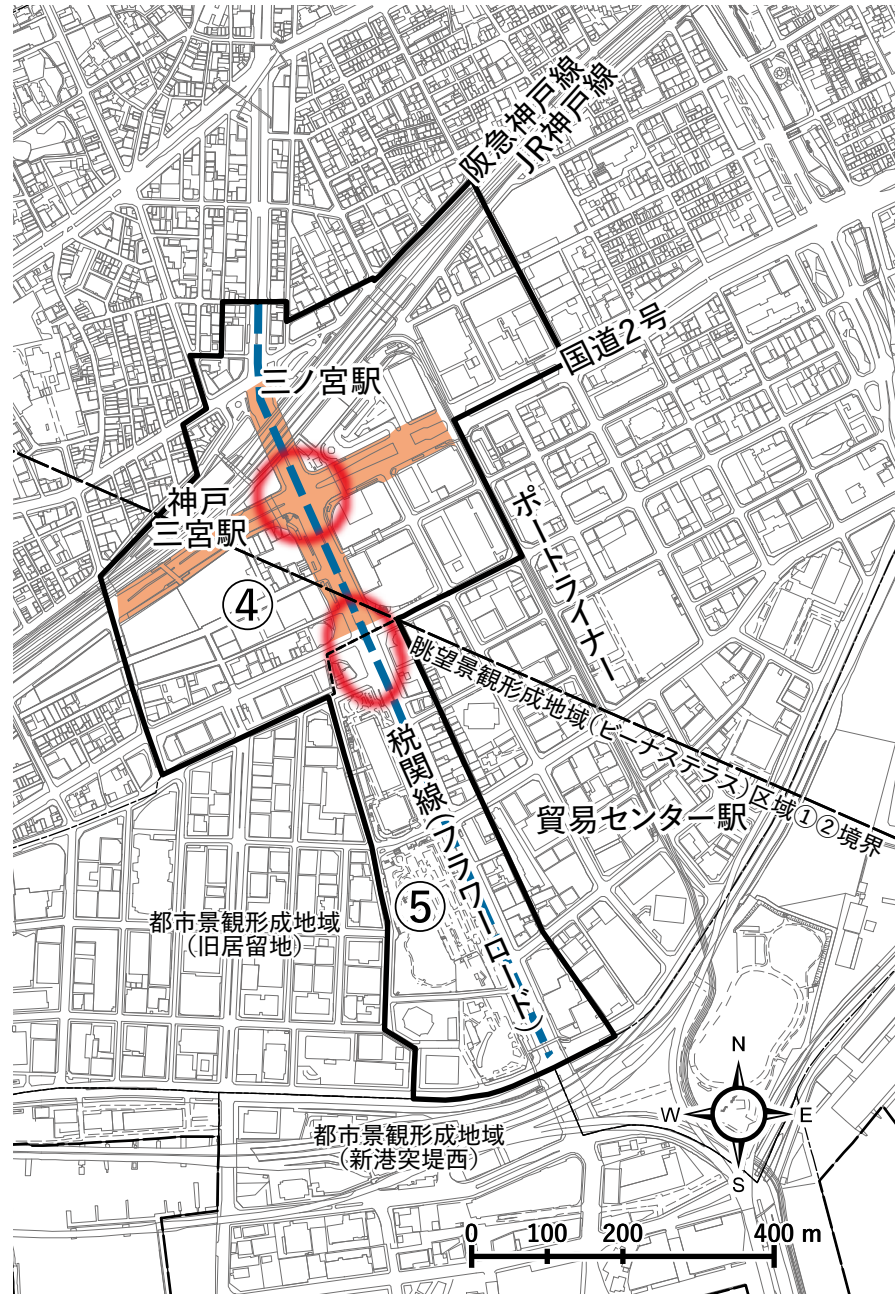 阪急神戸線
JR神戸線
国道2号
三ノ宮駅
神戸
三宮駅
ポートライナー
④
眺望景観形成地域(ビーナステラス)区域①②境界
税関線(フラワーロード)
貿易センター駅
⑤
都市景観形成地域
(旧居留地)
都市景観形成地域
(新港突堤西)
N
W
E
S
0 100 200 400 m